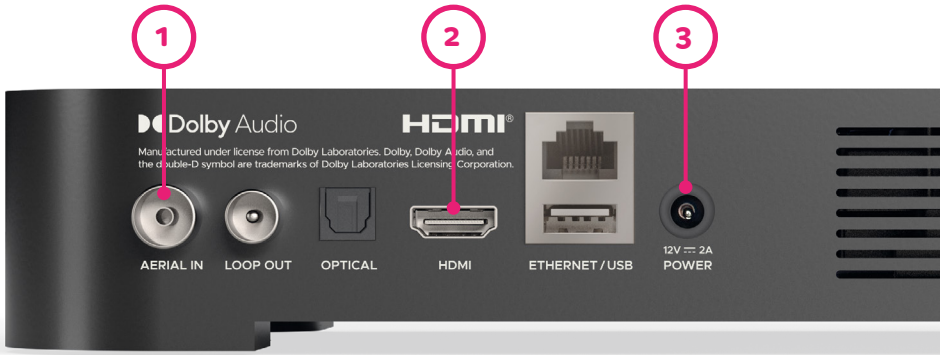 1 2 3
Dolby Audio HDMI®
Manufactured under license from Dolby Laboratories. Dolby, Dolby Audio, and
the double-D symbol are trademarks of Dolby Laboratories Licensing Corporation.
12V ⎓ 2A
AERIAL IN LOOP OUT OPTICAL HDMI ETHERNET / USB POWER